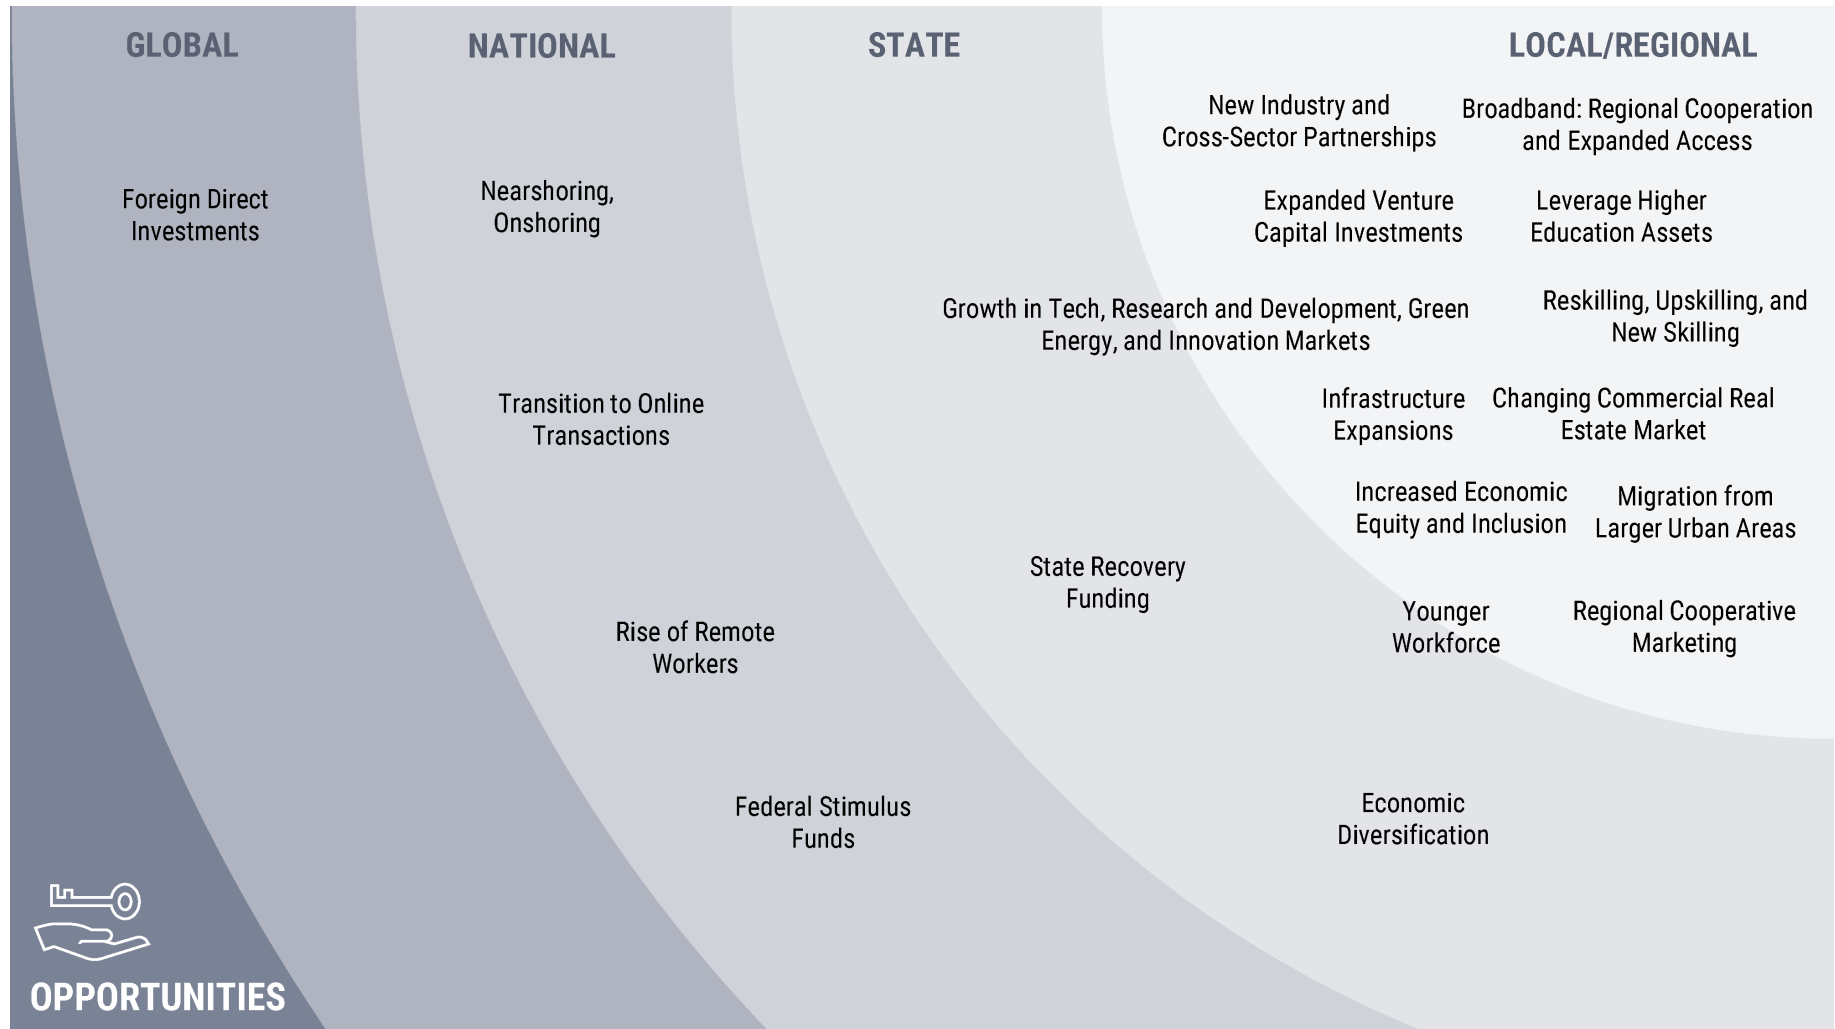 GLOBAL
NATIONAL
STATE
LOCAL/REGIONAL
Foreign Direct
Investments
Nearshoring,
Onshoring
Transition to Online
Transactions
Rise of Remote
Workers
Federal Stimulus
Funds
New Industry and
Cross-Sector Partnerships
Broadband: Regional Cooperation
and Expanded Access
Expanded Venture
Capital Investments
Leverage Higher
Education Assets
Growth in Tech, Research and Development, Green
Energy, and Innovation Markets
Reskilling, Upskilling, and
New Skilling
Infrastructure
Expansions
Changing Commercial Real
Estate Market
Increased Economic
Equity and Inclusion
Migration from
Larger Urban Areas
State Recovery
Funding
Younger
Workforce
Regional Cooperative
Marketing
Economic
Diversification
OPPORTUNITIES